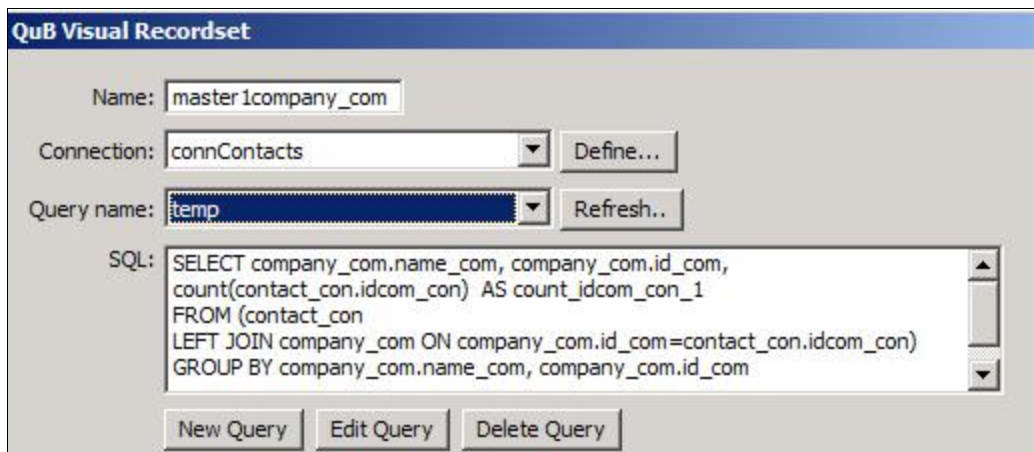 QuB Visual Recordset
Name: master1company_com
Connection: connContacts Define...
Query name: temp Refresh..
SQL: SELECT company_com.name_com, company_com.id_com,
count(contact_con.idcom_con)  AS count_idcom_con_1
FROM (contact_con
LEFT JOIN company_com ON company_com.id_com=contact_con.idcom_con)
GROUP BY company_com.name_com, company_com.id_com
New Query Edit Query Delete Query